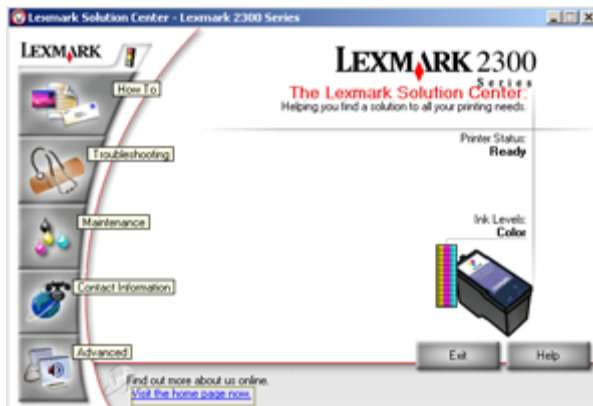 Lexmark Solution Center - Lexmark 2300 Series
LEXMARK
LEXMARK 2300
Series
The Lexmark Solution Center:
Helping you find a solution to all your printing needs.
How To
Printer Status:
Ready
Troubleshooting
Maintenance
Ink Levels:
Color
Contact Information
Advanced
Exit
Help
Find out more about us online.
Visit the home page now.